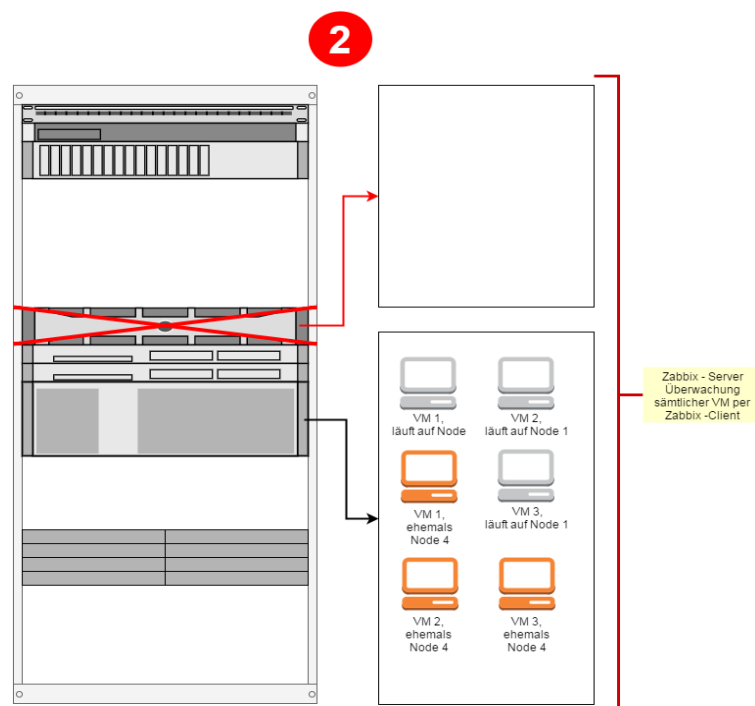 2
VM 1,
läuft auf Node
VM 2,
läuft auf Node 1
VM 1,
ehemals
Node 4
VM 3,
läuft auf Node 1
VM 2,
ehemals
Node 4
VM 3,
ehemals
Node 4
Zabbix - Server
Überwachung
sämtlicher VM per
Zabbix -Client